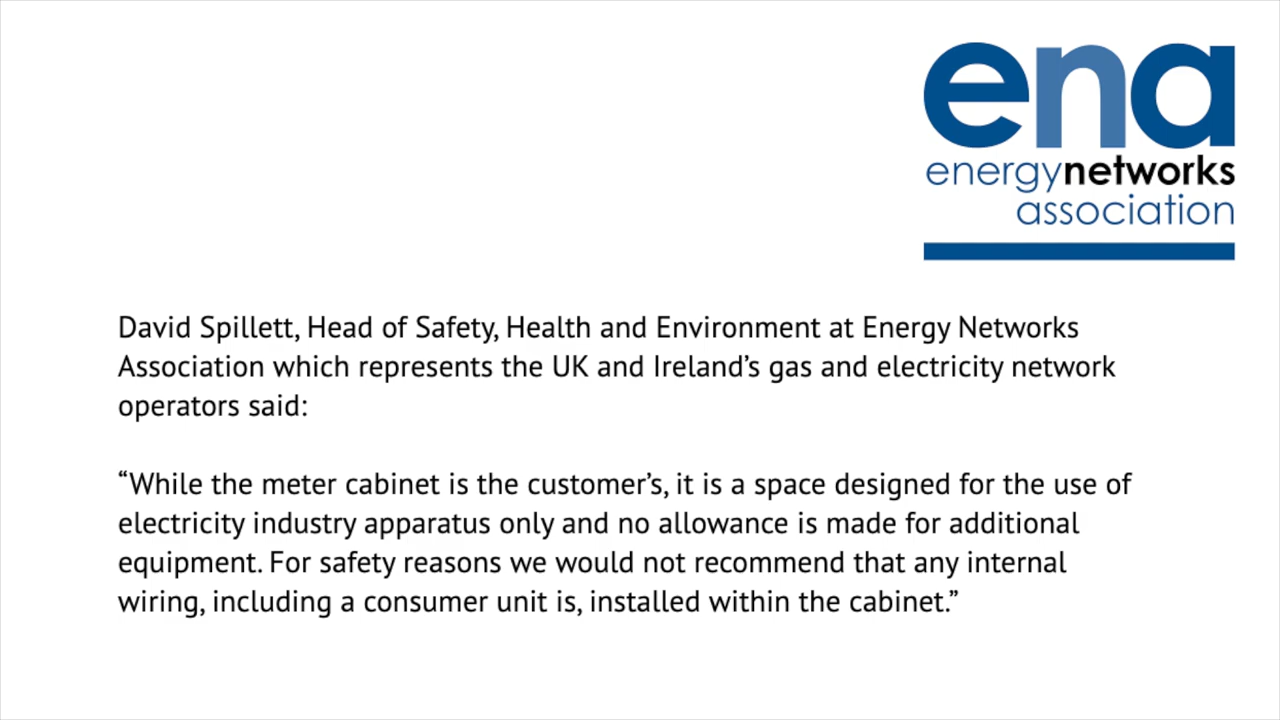 ena
energynetworks
association
David Spillett, Head of Safety, Health and Environment at Energy Networks
Association which represents the UK and Ireland’s gas and electricity network
operators said:
“While the meter cabinet is the customer’s, it is a space designed for the use of
electricity industry apparatus only and no allowance is made for additional
equipment. For safety reasons we would not recommend that any internal
wiring, including a consumer unit is, installed within the cabinet.”